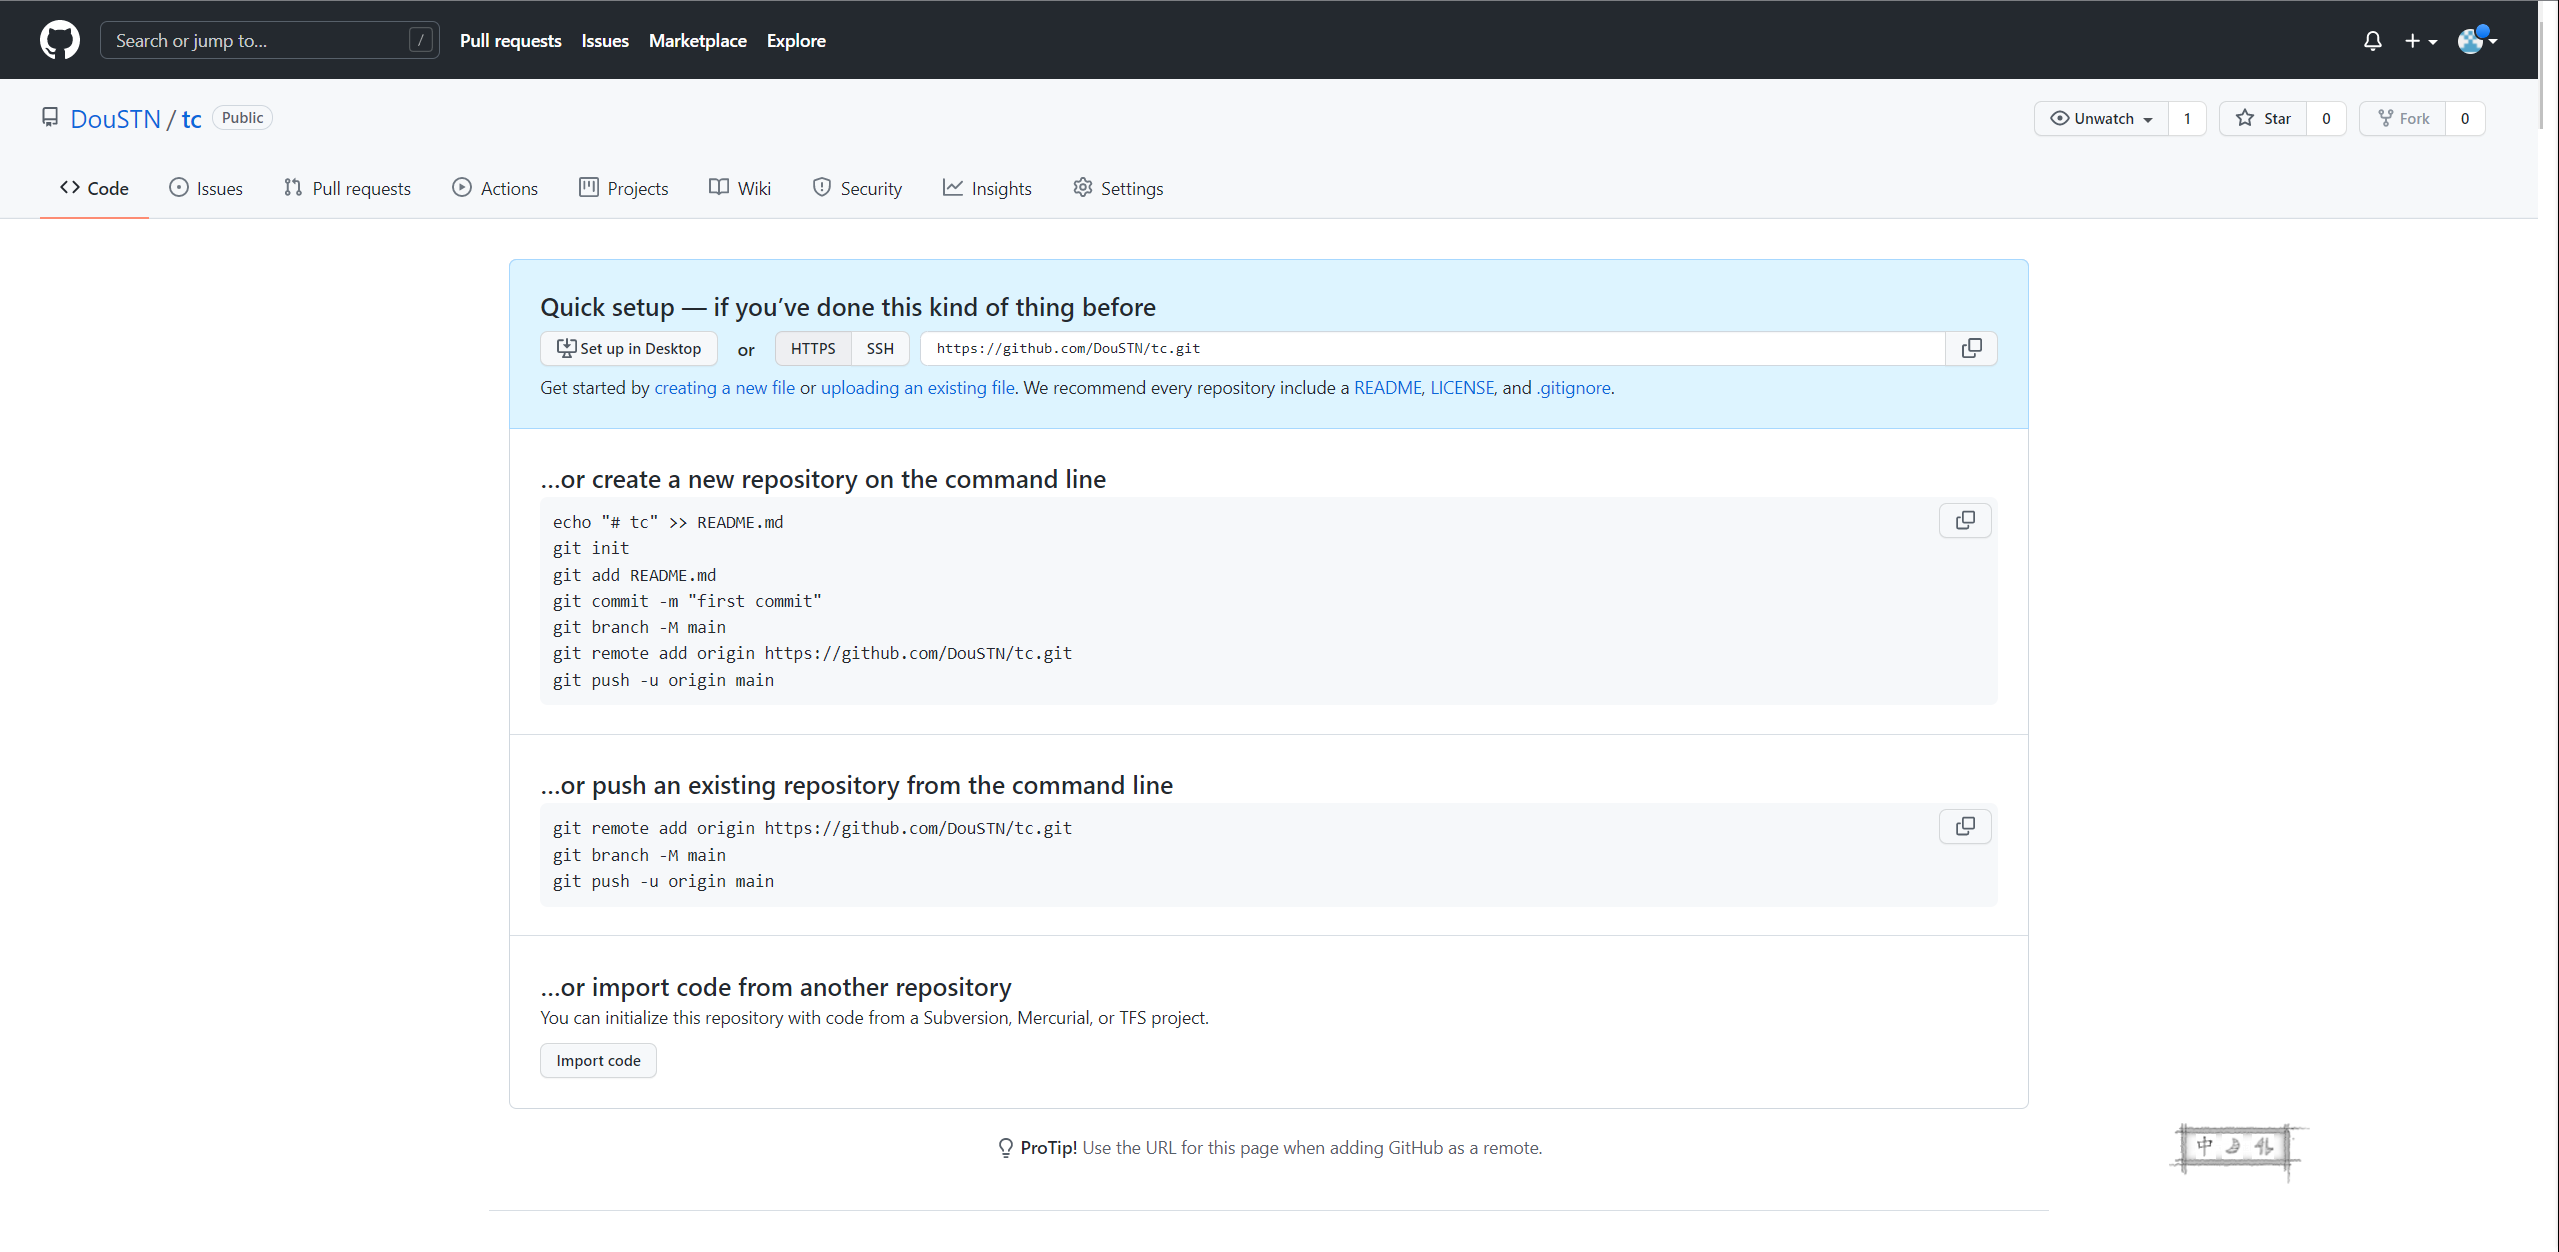 Search or jump to... /
Pull requests Issues Marketplace Explore
DouSTN / tc Public
Unwatch 1 Star 0 Fork 0
Code Issues Pull requests Actions Projects Wiki Security Insights Settings
Quick setup — if you’ve done this kind of thing before
Set up in Desktop or HTTPS SSH https://github.com/DouSTN/tc.git
Get started by creating a new file or uploading an existing file. We recommend every repository include a README, LICENSE, and .gitignore.
…or create a new repository on the command line
echo "# tc" >> README.md
git init
git add README.md
git commit -m "first commit"
git branch -M main
git remote add origin https://github.com/DouSTN/tc.git
git push -u origin main
…or push an existing repository from the command line
git remote add origin https://github.com/DouSTN/tc.git
git branch -M main
git push -u origin main
…or import code from another repository
You can initialize this repository with code from a Subversion, Mercurial, or TFS project.
Import code
ProTip! Use the URL for this page when adding GitHub as a remote.
中